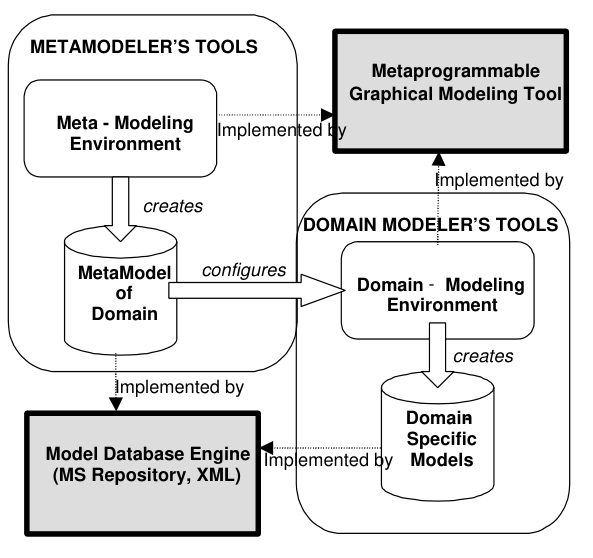 METAMODELER'S TOOLS
Meta - Modeling
Environment
Implemented by
Metaprogrammable
Graphical Modeling Tool
creates
MetaModel
of
Domain
configures
Implemented by
DOMAIN MODELER'S TOOLS
Domain - Modeling
Environment
creates
Domain-
Specific
Models
Implemented by
Implemented by
Model Database Engine
(MS Repository, XML)